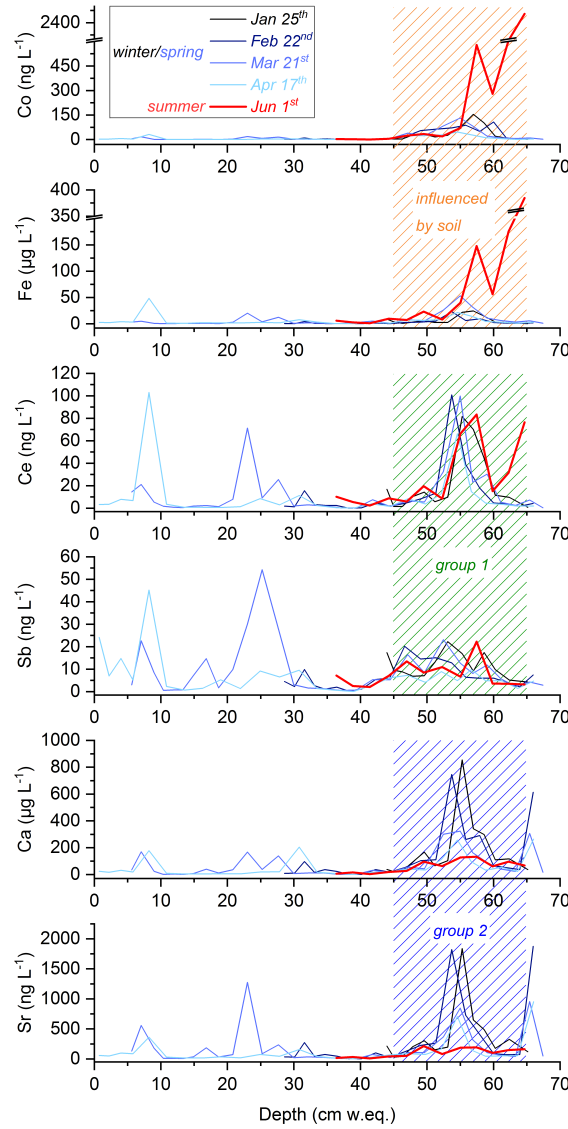 2400
450
300
150
0
Co (ng L⁻¹)
winter/spring
summer
Jan 25ᵗʰ
Feb 22ⁿᵈ
Mar 21ˢᵗ
Apr 17ᵗʰ
Jun 1ˢᵗ
0 10 20 30 40 50 60 70
400
350
150
100
50
0
Fe (µg L⁻¹)
influenced
by soil
0 10 20 30 40 50 60 70
120
100
80
60
40
20
0
Ce (ng L⁻¹)
0 10 20 30 40 50 60 70
60
50
40
30
20
10
0
Sb (ng L⁻¹)
group 1
0 10 20 30 40 50 60 70
1000
800
600
400
200
0
Ca (µg L⁻¹)
0 10 20 30 40 50 60 70
2000
1500
1000
500
0
Sr (ng L⁻¹)
group 2
0 10 20 30 40 50 60 70
Depth (cm w.eq.)